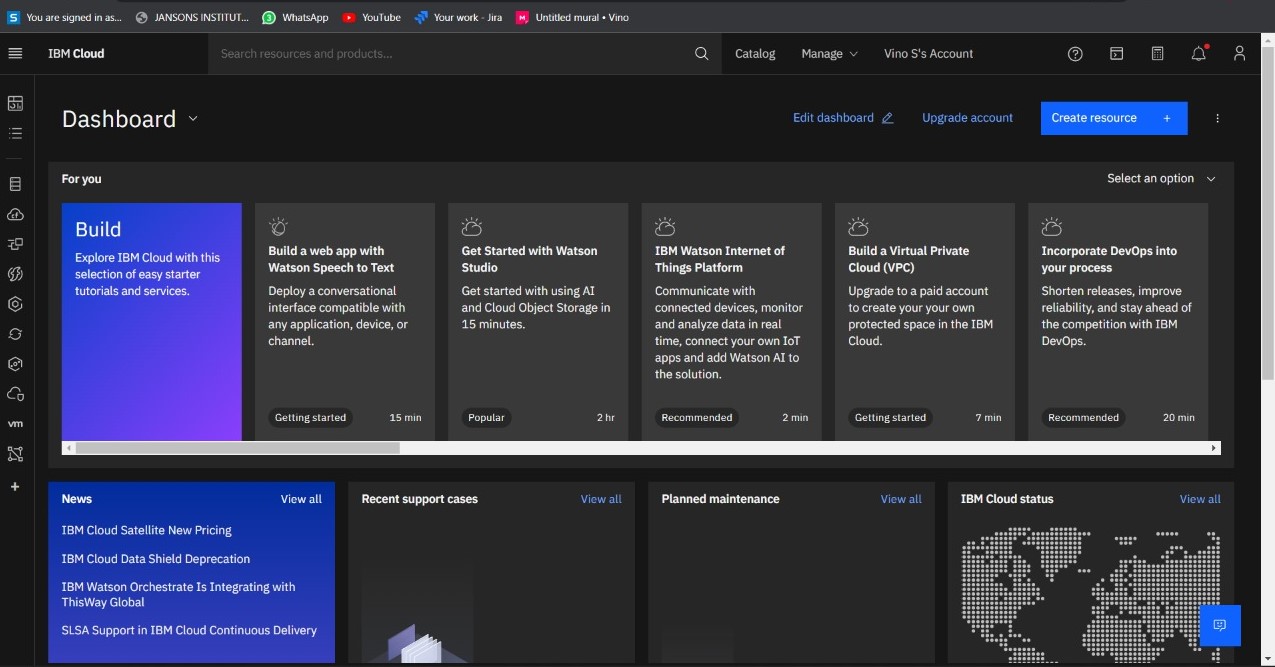 S You are signed in as...
JANSONS INSTITUT...
3 WhatsApp
YouTube
Your work - Jira
M Untitled mural • Vino
IBM Cloud
Search resources and products...
Catalog
Manage
Vino S's Account
Dashboard
Edit dashboard
Upgrade account
Create resource +
For you
Select an option
Build
Explore IBM Cloud with this
selection of easy starter
tutorials and services.
Build a web app with
Watson Speech to Text
Deploy a conversational
interface compatible with
any application, device, or
channel.
Getting started 15 min
Get Started with Watson
Studio
Get started with using AI
and Cloud Object Storage in
15 minutes.
Popular 2 hr
IBM Watson Internet of
Things Platform
Communicate with
connected devices, monitor
and analyze data in real
time, connect your own IoT
apps and add Watson AI to
the solution.
Recommended 2 min
Build a Virtual Private
Cloud (VPC)
Upgrade to a paid account
to create your your own
protected space in the IBM
Cloud.
Getting started 7 min
Incorporate DevOps into
your process
Shorten releases, improve
reliability, and stay ahead of
the competition with IBM
DevOps.
Recommended 20 min
vm
News View all
IBM Cloud Satellite New Pricing
IBM Cloud Data Shield Deprecation
IBM Watson Orchestrate Is Integrating with
ThisWay Global
SLSA Support in IBM Cloud Continuous Delivery
Recent support cases View all
Planned maintenance View all
IBM Cloud status View all